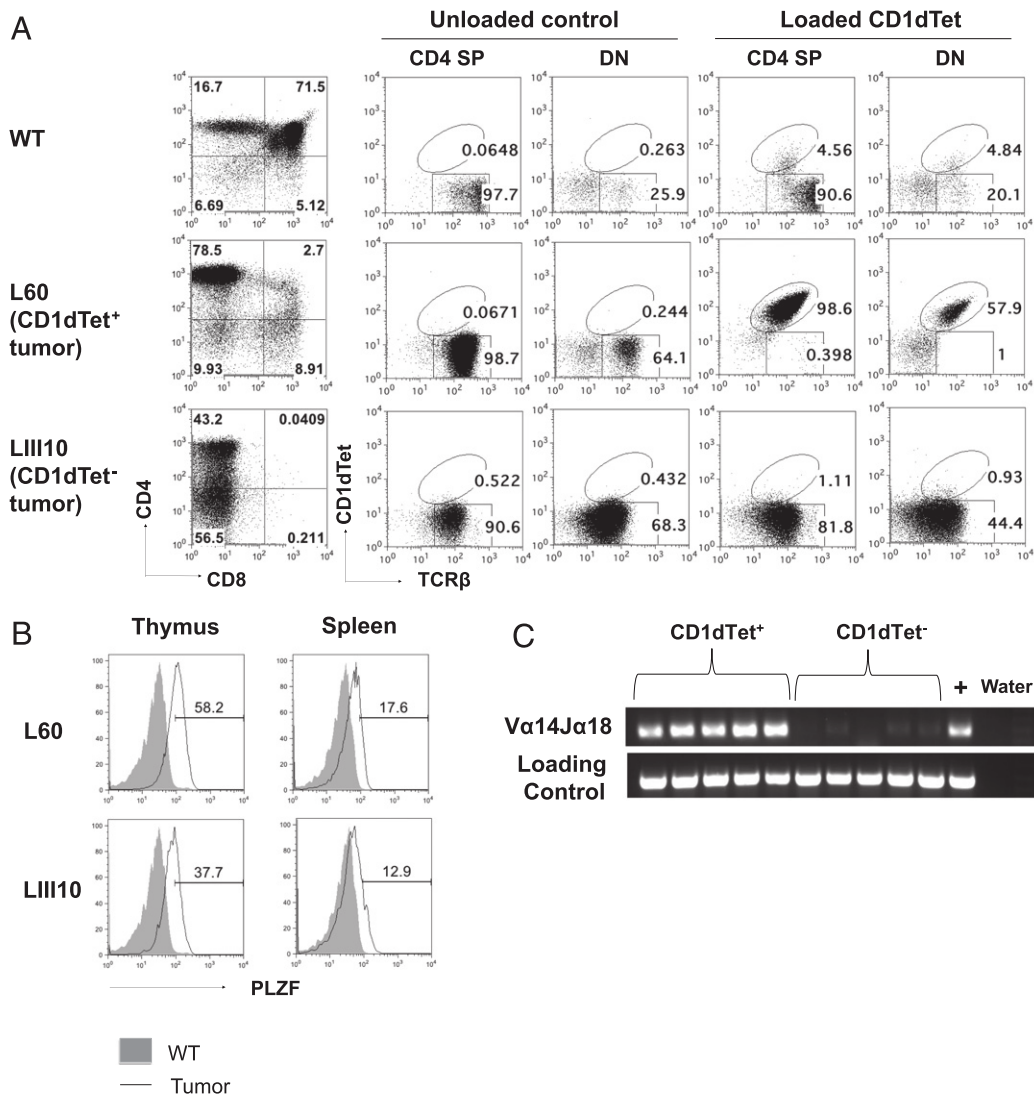 A
Unloaded control
Loaded CD1dTet
CD4 SP
DN
CD4 SP
DN
WT
16.7
71.5
6.69
5.12
0.0648
97.7
0.263
25.9
4.56
90.6
4.84
20.1
L60
(CD1dTet⁺
tumor)
78.5
2.7
9.93
8.91
0.0671
98.7
0.244
64.1
98.6
0.398
57.9
1
LIII10
(CD1dTet⁻
tumor)
43.2
0.0409
56.5
0.211
0.522
90.6
0.432
68.3
1.11
81.8
0.93
44.4
CD4
CD8
CD1dTet
TCRβ
B
Thymus
Spleen
L60
58.2
17.6
LIII10
37.7
12.9
PLZF
WT
Tumor
C
CD1dTet⁺
CD1dTet⁻
+
Water
Vα14Jα18
Loading
Control